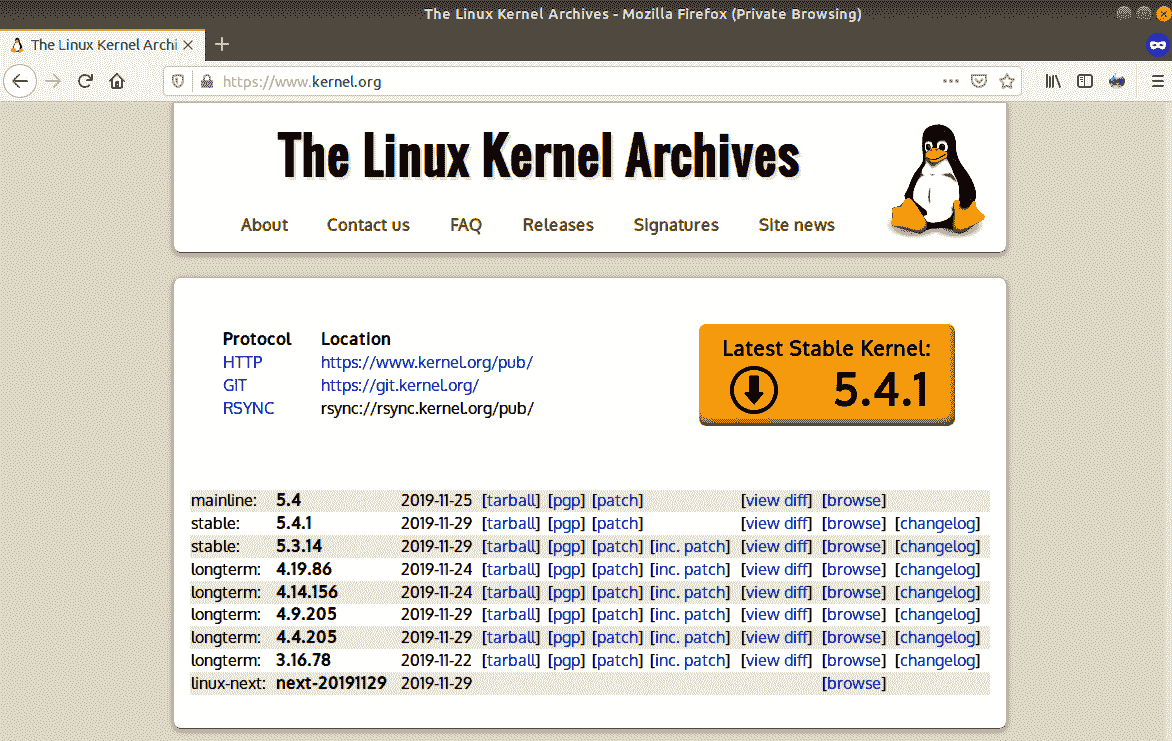 The Linux Kernel Archives - Mozilla Firefox (Private Browsing)
The Linux Kernel Archi
https://www.kernel.org
The Linux Kernel Archives
About Contact us FAQ Releases Signatures Site news
Protocol Location
HTTP https://www.kernel.org/pub/
GIT https://git.kernel.org/
RSYNC rsync://rsync.kernel.org/pub/
Latest Stable Kernel:
5.4.1
mainline: 5.4 2019-11-25 [tarball] [pgp] [patch] [view diff] [browse]
stable: 5.4.1 2019-11-29 [tarball] [pgp] [patch] [view diff] [browse] [changelog]
stable: 5.3.14 2019-11-29 [tarball] [pgp] [patch] [inc. patch] [view diff] [browse] [changelog]
longterm: 4.19.86 2019-11-24 [tarball] [pgp] [patch] [inc. patch] [view diff] [browse] [changelog]
longterm: 4.14.156 2019-11-24 [tarball] [pgp] [patch] [inc. patch] [view diff] [browse] [changelog]
longterm: 4.9.205 2019-11-29 [tarball] [pgp] [patch] [inc. patch] [view diff] [browse] [changelog]
longterm: 4.4.205 2019-11-29 [tarball] [pgp] [patch] [inc. patch] [view diff] [browse] [changelog]
longterm: 3.16.78 2019-11-22 [tarball] [pgp] [patch] [inc. patch] [view diff] [browse] [changelog]
linux-next: next-20191129 2019-11-29 [browse]